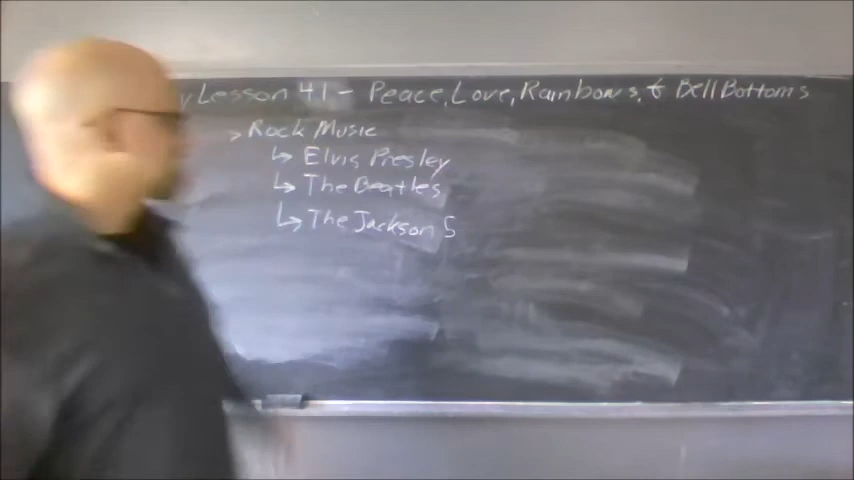 y Lesson 41 - Peace, Love, Rainbows, & Bell Bottoms
> Rock Music
↳ Elvis Presley
↳ The Beatles
↳ The Jackson 5